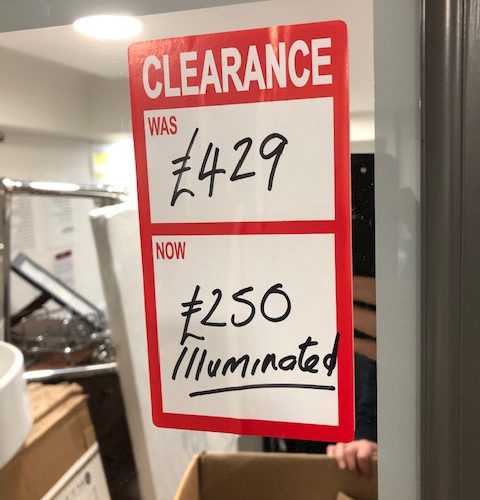 CLEARANCE
WAS
£429
NOW
£250
Illuminated